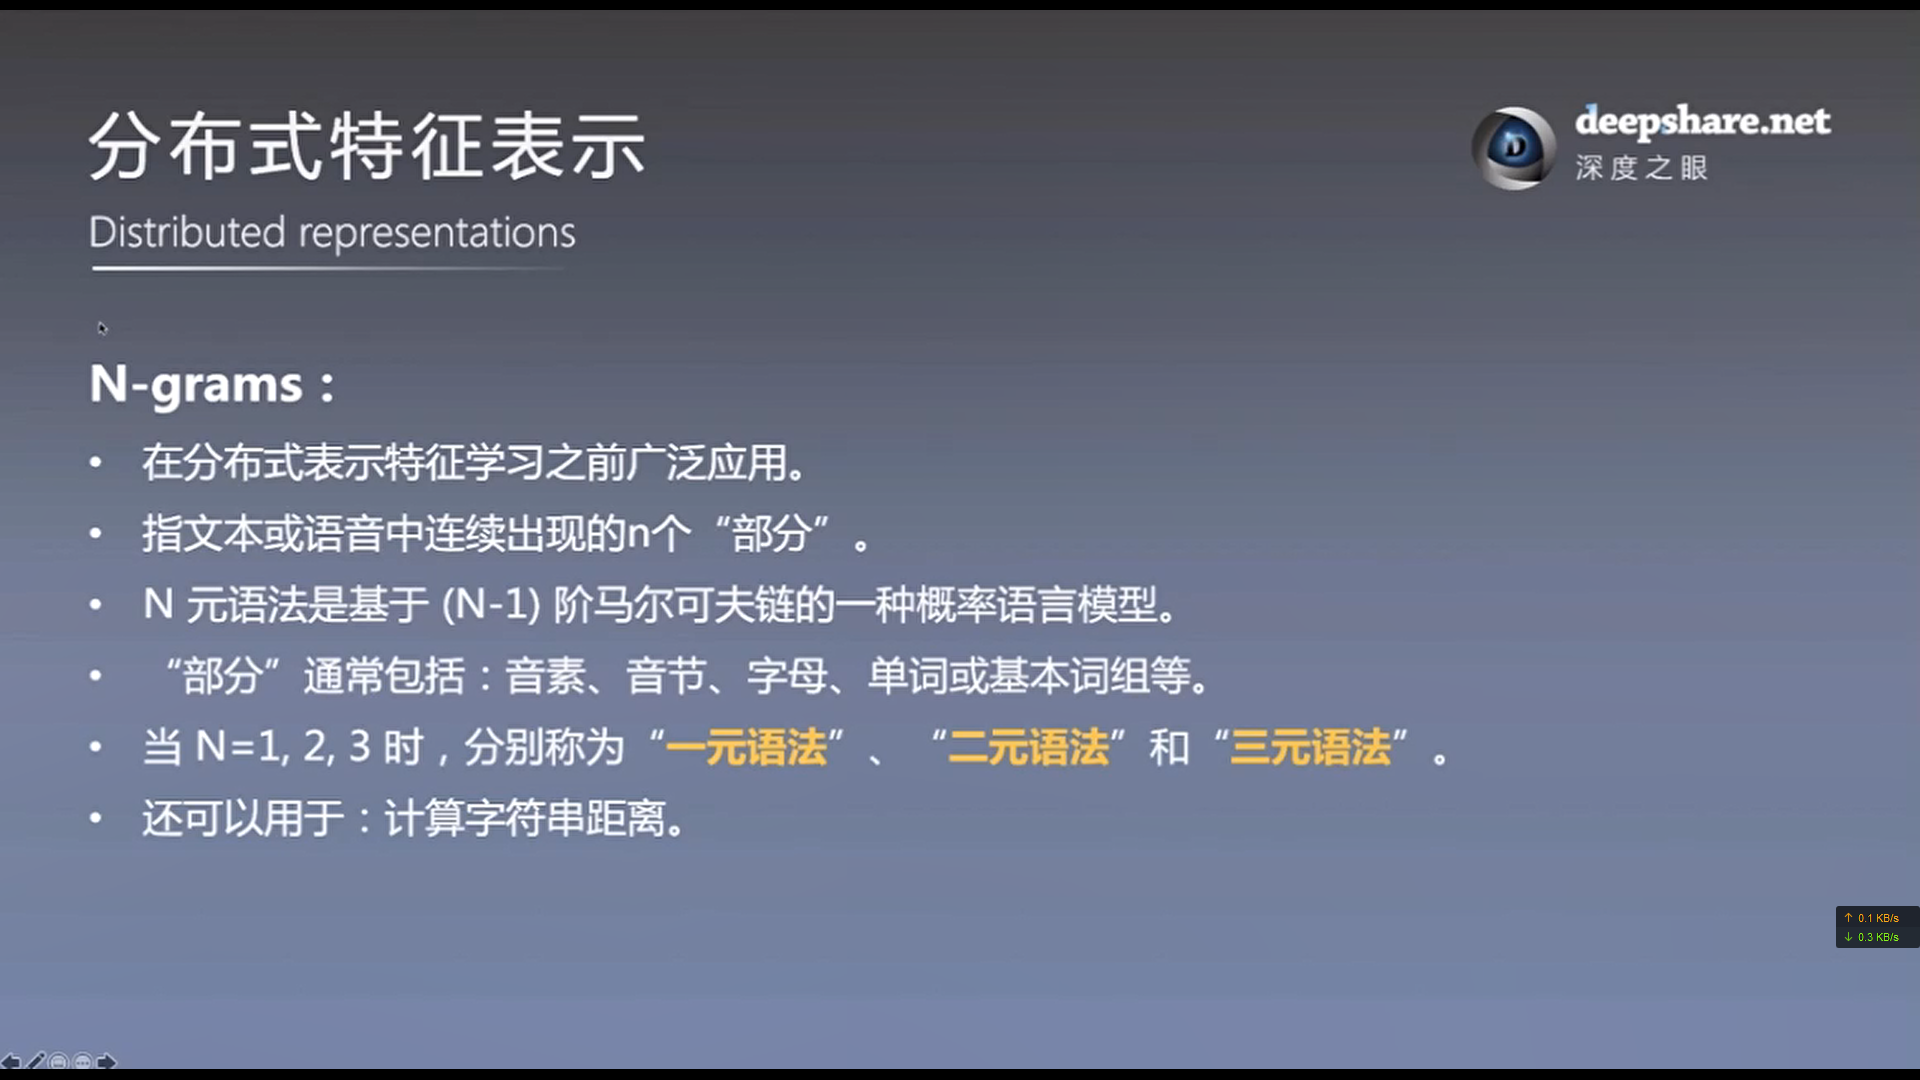 分布式特征表示
Distributed representations
deepshare.net
深度之眼
N-grams：
• 在分布式表示特征学习之前广泛应用。
• 指文本或语音中连续出现的n个“部分”。
• N 元语法是基于 (N-1) 阶马尔可夫链的一种概率语言模型。
• “部分”通常包括：音素、音节、字母、单词或基本词组等。
• 当 N=1, 2, 3 时，分别称为“一元语法”、“二元语法”和“三元语法”。
• 还可以用于：计算字符串距离。
↑ 0.1 KB/s
↓ 0.3 KB/s